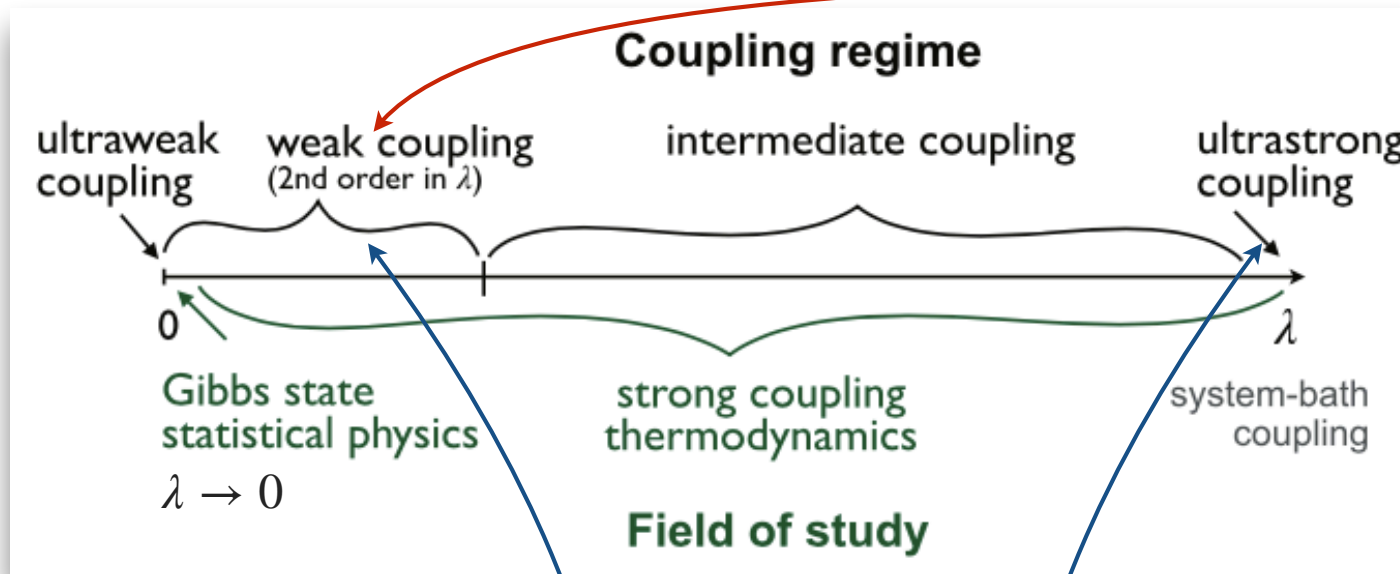 Coupling regime
ultraweak
coupling
weak coupling
(2nd order in λ)
intermediate coupling
ultrastrong
coupling
0
λ
Gibbs state
statistical physics
λ → 0
strong coupling
thermodynamics
system-bath
coupling
Field of study